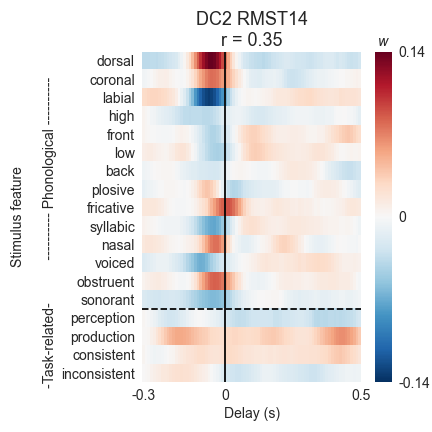 DC2 RMST14
r = 0.35
w
dorsal
coronal
labial
high
front
low
back
plosive
fricative
syllabic
nasal
voiced
obstruent
sonorant
perception
production
consistent
inconsistent
Stimulus feature
--------- Phonological ----------
-Task-related-
0.14
0
-0.14
-0.3 0 0.5
Delay (s)